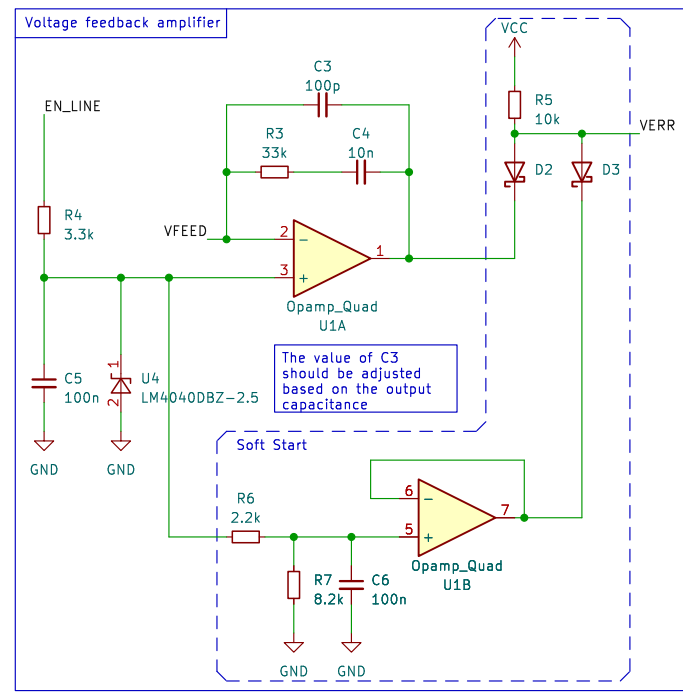 Voltage feedback amplifier
VCC
C3
100p
R5
10k
EN_LINE
R3
33k
C4
10n
VERR
D2
D3
R4
3.3k
VFEED
2
−
1
3
+
Opamp_Quad
U1A
The value of C3
should be adjusted
based on the output
capacitance
C5
100n
1
2
U4
LM4040DBZ-2.5
GND
GND
Soft Start
R6
2.2k
6
−
7
5
+
Opamp_Quad
U1B
R7
8.2k
C6
100n
GND
GND